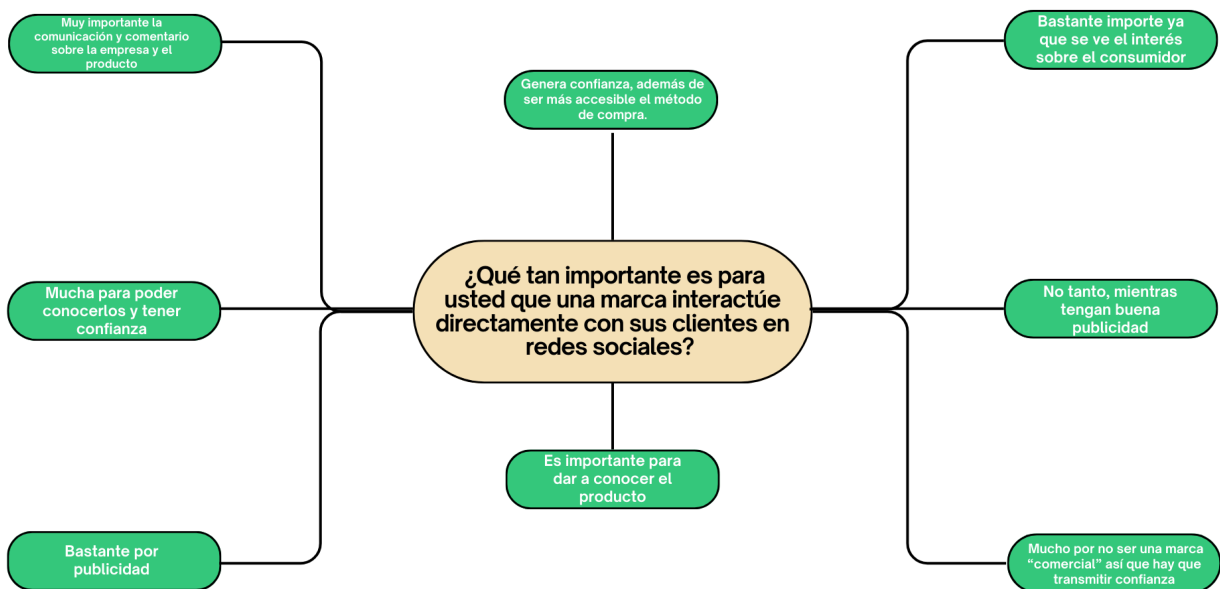 Muy importante la
comunicación y comentario
sobre la empresa y el
producto
Genera confianza, además de
ser más accesible el método
de compra.
Bastante importe ya
que se ve el interés
sobre el consumidor
Mucha para poder
conocerlos y tener
confianza
¿Qué tan importante es para
usted que una marca interactúe
directamente con sus clientes en
redes sociales?
No tanto, mientras
tengan buena
publicidad
Es importante para
dar a conocer el
producto
Bastante por
publicidad
Mucho por no ser una marca
“comercial” así que hay que
transmitir confianza